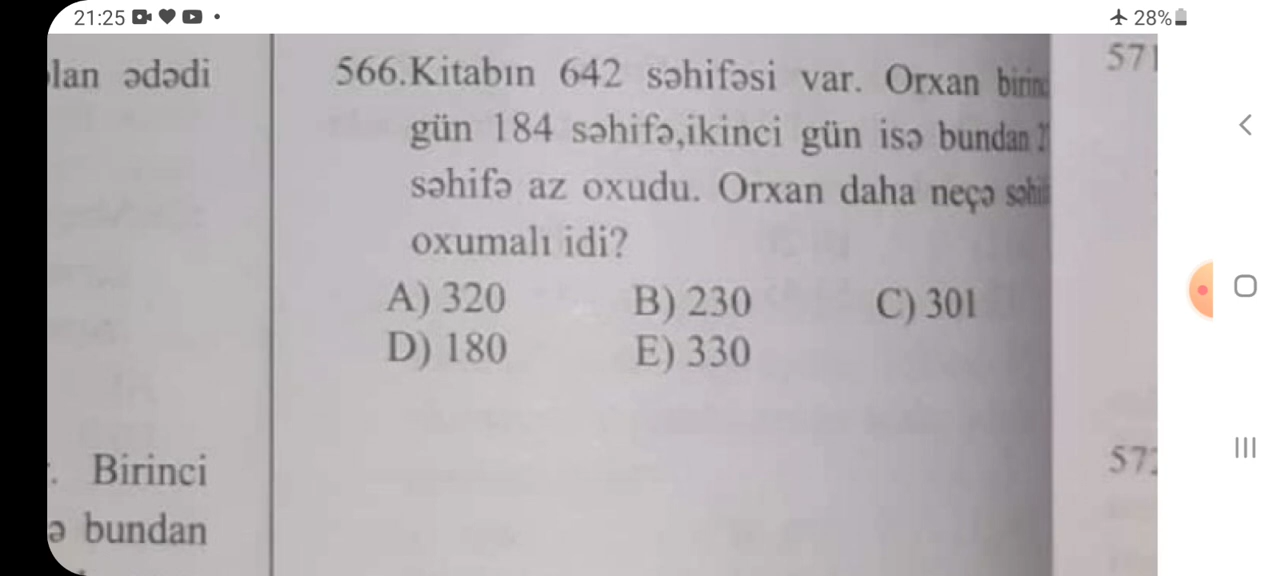 21:25
28%
lan ədədi
566.Kitabın 642 səhifəsi var. Orxan
gün 184 səhifə,ikinci gün isə bundan
səhifə az oxudu. Orxan daha neçə
oxumalı idi?
A) 320 B) 230 C) 301
D) 180 E) 330
. Birinci
ə bundan
571